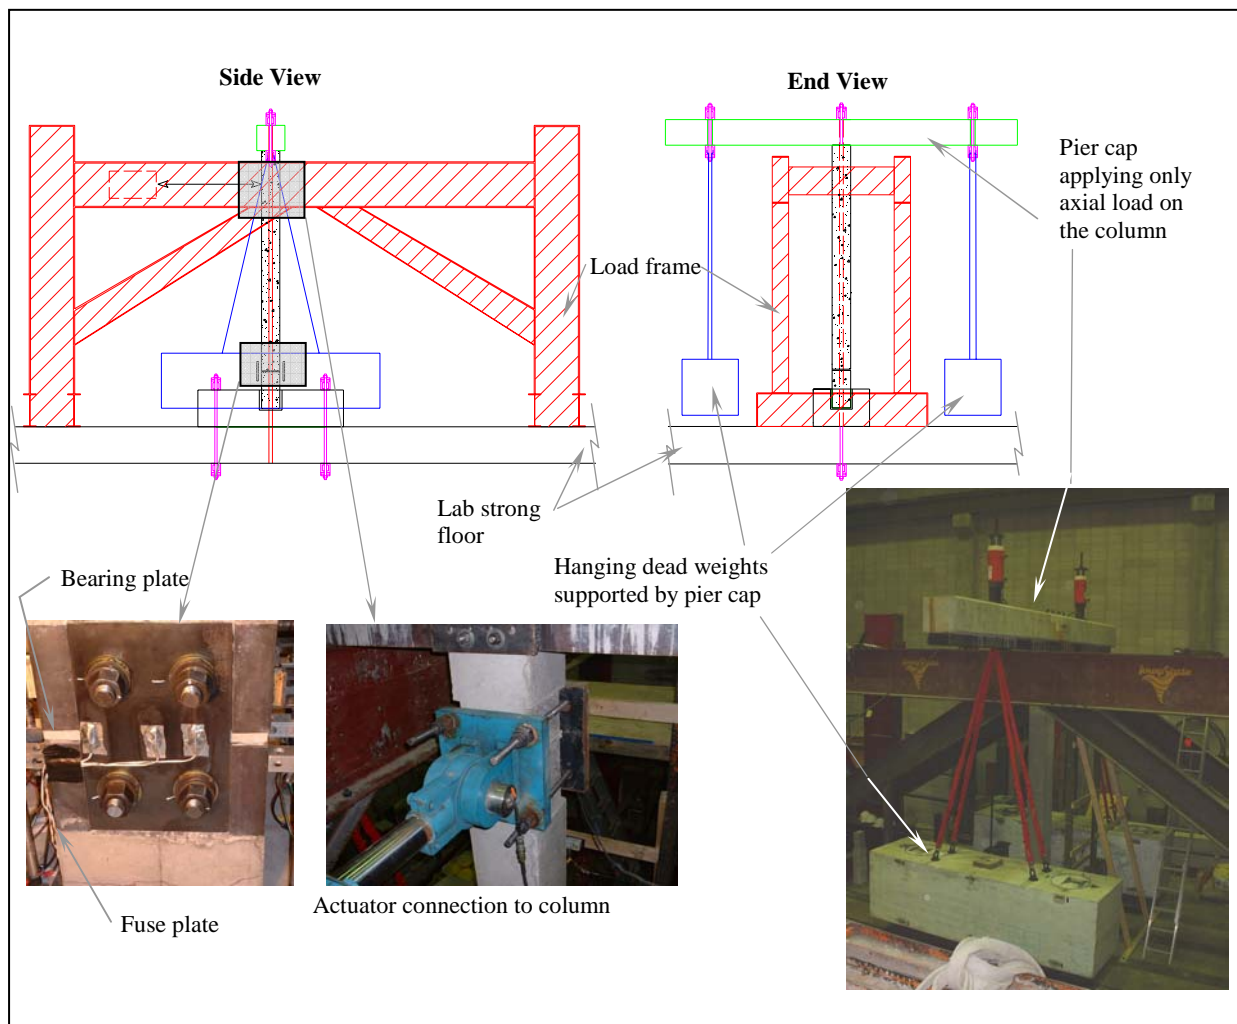 Side View
End View
Pier cap
applying only
axial load on
the column
Load frame
Lab strong
floor
Hanging dead weights
supported by pier cap
Bearing plate
Fuse plate
Actuator connection to column